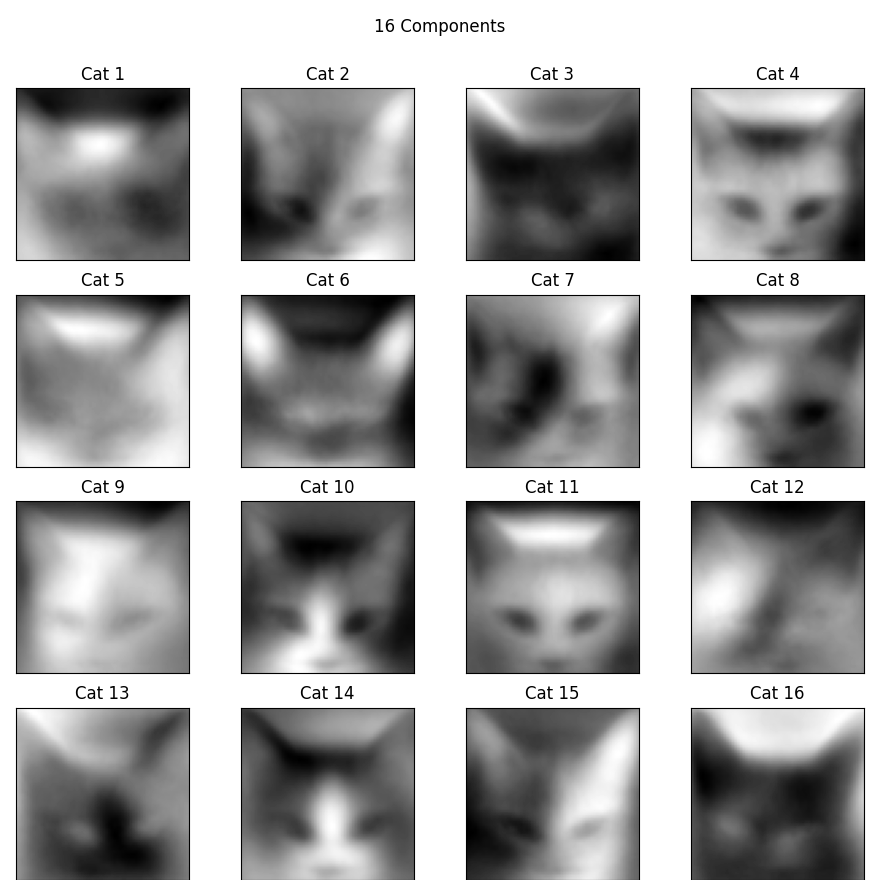 16 Components
Cat 1 Cat 2 Cat 3 Cat 4
Cat 5 Cat 6 Cat 7 Cat 8
Cat 9 Cat 10 Cat 11 Cat 12
Cat 13 Cat 14 Cat 15 Cat 16